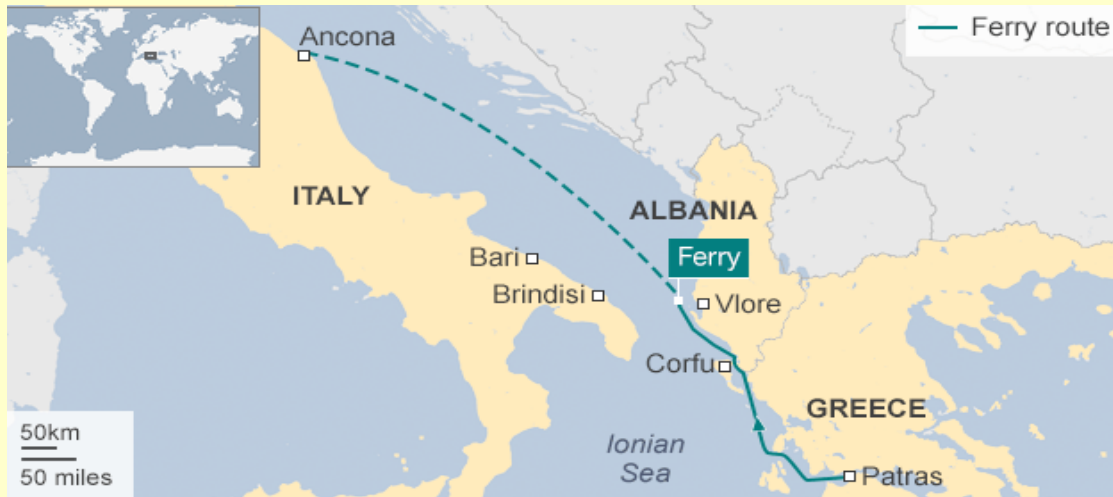 Ferry route
Ancona
ITALY
ALBANIA
Ferry
Bari
Brindisi
Vlore
Corfu
GREECE
Ionian
Sea
Patras
50km
50 miles